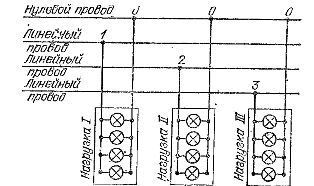 Нулевой провод 0 0 0
Линейный 1
провод
Линейный 2
провод
Линейный 3
провод
Нагрузка I
Нагрузка II
Нагрузка III